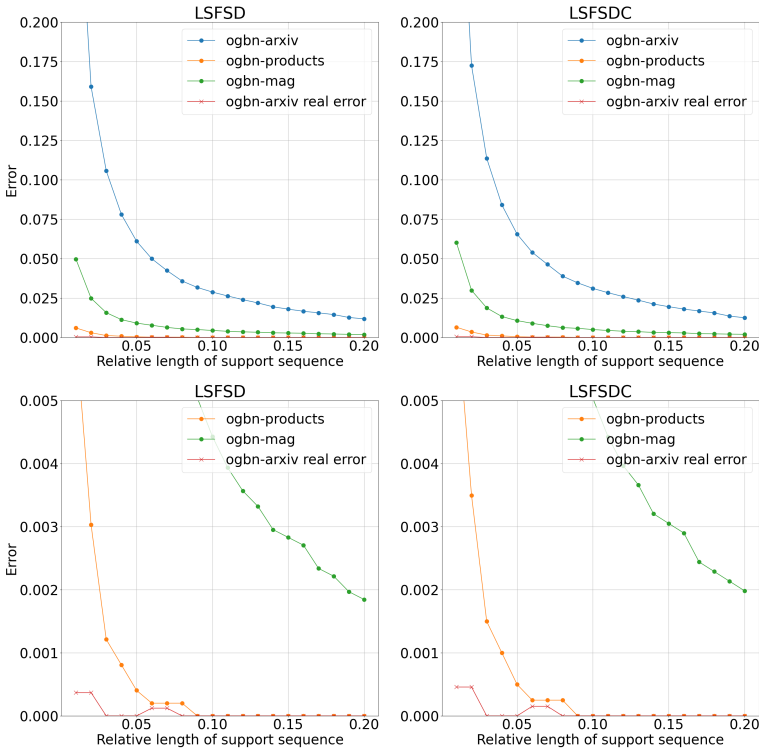 LSFSD
LSFSDC
0.200
0.175
0.150
0.125
0.100
0.075
0.050
0.025
0.000
Error
ogbn-arxiv
ogbn-products
ogbn-mag
ogbn-arxiv real error
0.05
0.10
0.15
0.20
Relative length of support sequence
0.200
0.175
0.150
0.125
0.100
0.075
0.050
0.025
0.000
ogbn-arxiv
ogbn-products
ogbn-mag
ogbn-arxiv real error
0.05
0.10
0.15
0.20
Relative length of support sequence
LSFSD
LSFSDC
0.005
0.004
0.003
0.002
0.001
0.000
Error
ogbn-products
ogbn-mag
ogbn-arxiv real error
0.05
0.10
0.15
0.20
Relative length of support sequence
0.005
0.004
0.003
0.002
0.001
0.000
ogbn-products
ogbn-mag
ogbn-arxiv real error
0.05
0.10
0.15
0.20
Relative length of support sequence